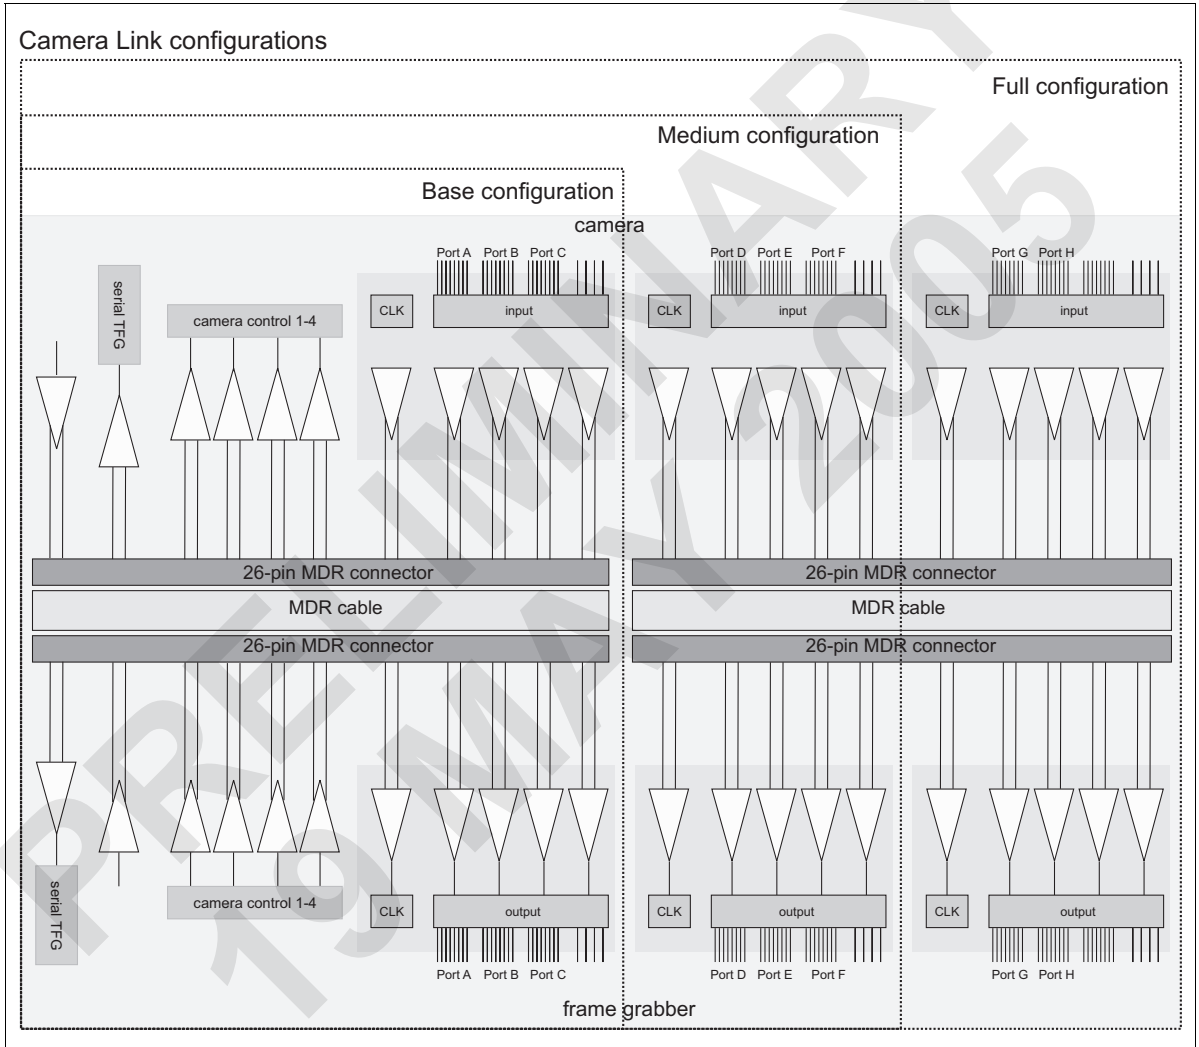 Camera Link configurations
Full configuration
Medium configuration
Base configuration
camera
Port A Port B Port C
Port D Port E Port F
Port G Port H
serial TFG
camera control 1-4
CLK
input
CLK
input
CLK
input
26-pin MDR connector
26-pin MDR connector
MDR cable
MDR cable
26-pin MDR connector
26-pin MDR connector
serial TFG
camera control 1-4
CLK
output
CLK
output
CLK
output
Port A Port B Port C
Port D Port E Port F
Port G Port H
frame grabber
PRELIMINARY
19 MAY 2005